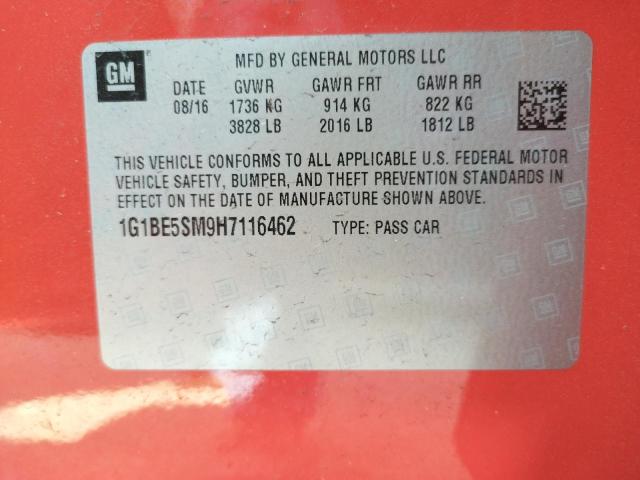 GM MFD BY GENERAL MOTORS LLC
DATE GVWR GAWR FRT GAWR RR
08/16 1736 KG 914 KG 822 KG
3828 LB 2016 LB 1812 LB
THIS VEHICLE CONFORMS TO ALL APPLICABLE U.S. FEDERAL MOTOR
VEHICLE SAFETY, BUMPER, AND THEFT PREVENTION STANDARDS IN
EFFECT ON THE DATE OF MANUFACTURE SHOWN ABOVE.
1G1BE5SM9H7116462 TYPE: PASS CAR